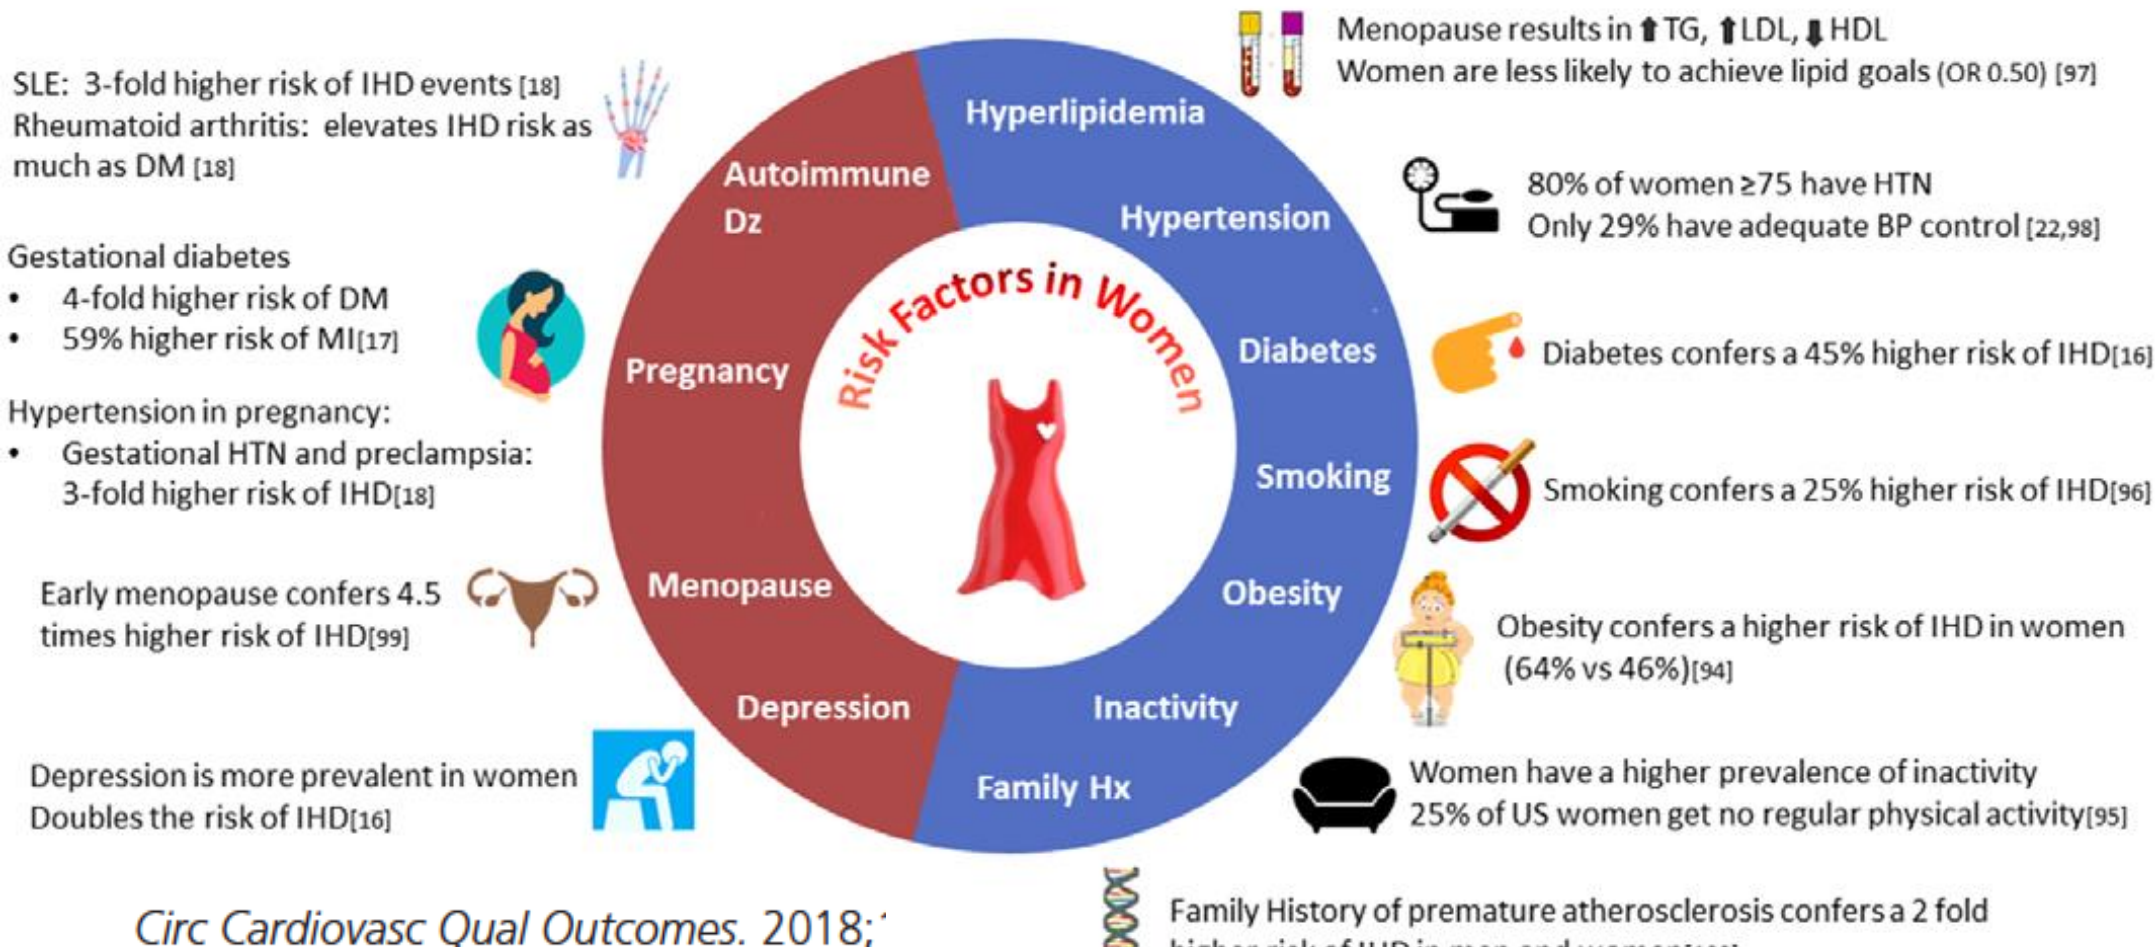 Menopause results in ⬆TG, ⬆LDL, ⬇HDL
Women are less likely to achieve lipid goals (OR 0.50) [97]
SLE: 3-fold higher risk of IHD events [18]
Rheumatoid arthritis: elevates IHD risk as
much as DM [18]
Hyperlipidemia
Autoimmune
Dz
80% of women ≥75 have HTN
Only 29% have adequate BP control [22,98]
Hypertension
Gestational diabetes
• 4-fold higher risk of DM
• 59% higher risk of MI[17]
Risk Factors in Women
Pregnancy
Diabetes
Diabetes confers a 45% higher risk of IHD[16]
Hypertension in pregnancy:
• Gestational HTN and preclampsia:
3-fold higher risk of IHD[18]
Smoking
Smoking confers a 25% higher risk of IHD[96]
Early menopause confers 4.5
times higher risk of IHD[99]
Menopause
Obesity
Obesity confers a higher risk of IHD in women
(64% vs 46%)[94]
Depression
Inactivity
Depression is more prevalent in women
Doubles the risk of IHD[16]
Family Hx
Women have a higher prevalence of inactivity
25% of US women get no regular physical activity[95]
Family History of premature atherosclerosis confers a 2 fold
higher risk of IHD in men and women
Circ Cardiovasc Qual Outcomes. 2018;